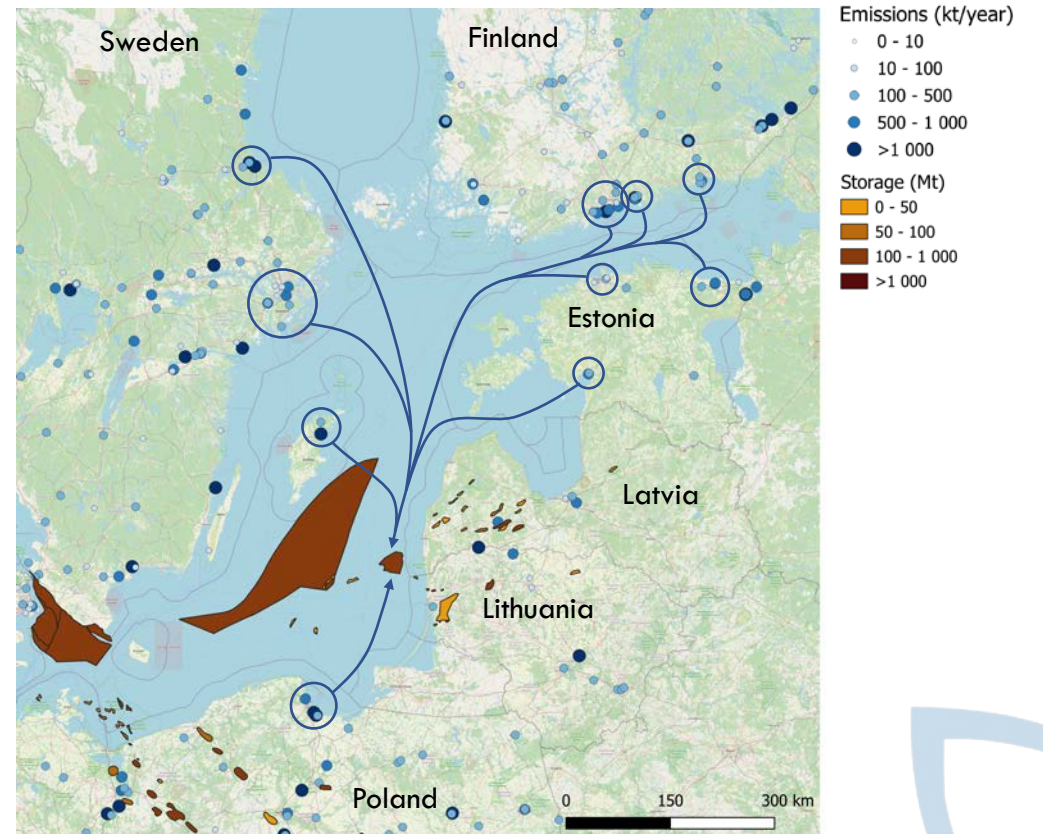 Sweden
Finland
Estonia
Latvia
Lithuania
Poland
0 150 300 km
Emissions (kt/year)
0 - 10
10 - 100
100 - 500
500 - 1 000
>1 000
Storage (Mt)
0 - 50
50 - 100
100 - 1 000
>1 000